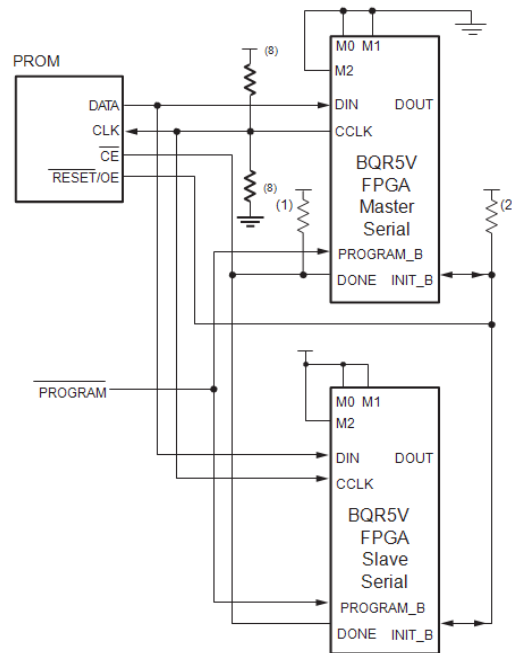 PROM
DATA
CLK
CE
RESET/OE
(8)
(8)
(1)
(2
M0 M1
M2
DIN DOUT
CCLK
BQR5V
FPGA
Master
Serial
PROGRAM_B
DONE INIT_B
PROGRAM
M0 M1
M2
DIN DOUT
CCLK
BQR5V
FPGA
Slave
Serial
PROGRAM_B
DONE INIT_B